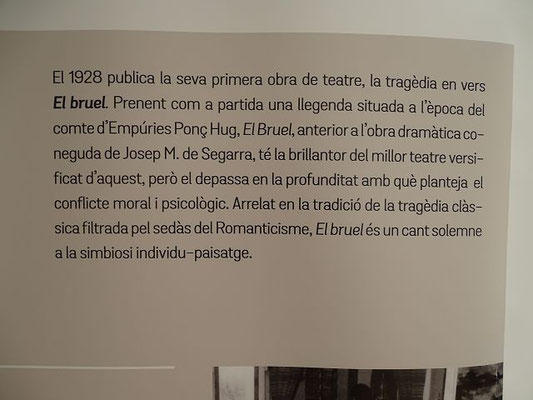 El 1928 publica la seva primera obra de teatre, la tragèdia en vers
El bruel. Prenent com a partida una llegenda situada a l'època del
comte d'Empúries Ponç Hug, El Bruel, anterior a l'obra dramàtica co-
neguda de Josep M. de Segarra, té la brillantor del millor teatre versi-
ficat d'aquest, però el depassa en la profunditat amb què planteja el
conflicte moral i psicològic. Arrelat en la tradició de la tragèdia clàs-
sica filtrada pel sedàs del Romanticisme, El bruel és un cant solemne
a la simbiosi individu-paisatge.